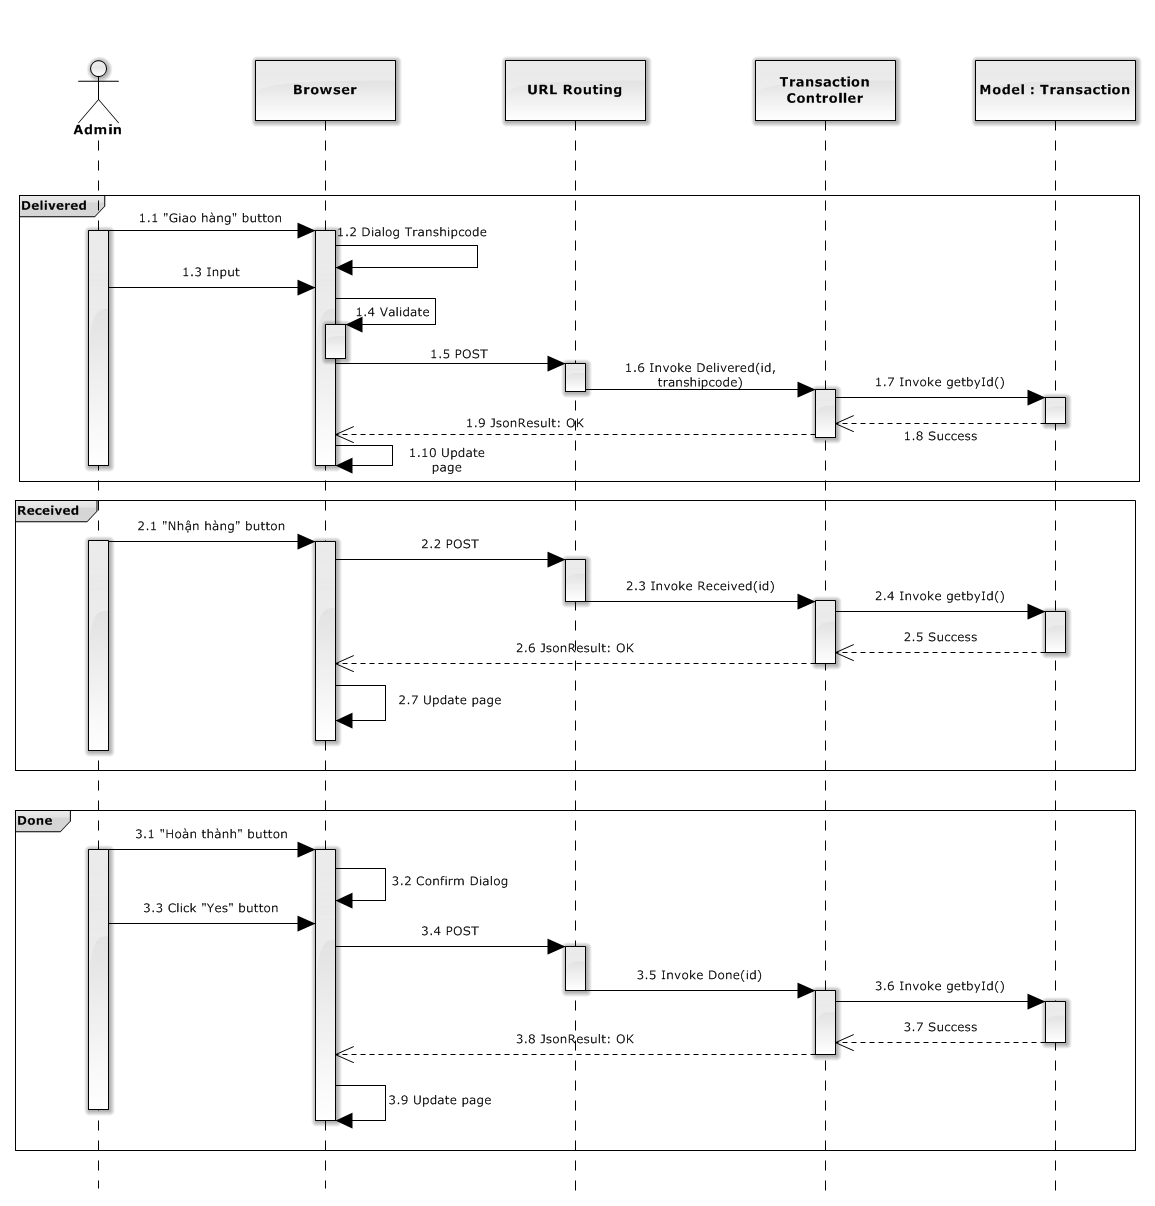 Admin
Browser
URL Routing
Transaction
Controller
Model : Transaction
Delivered
1.1 "Giao hàng" button
1.2 Dialog Transhipcode
1.3 Input
1.4 Validate
1.5 POST
1.6 Invoke Delivered(id,
transhipcode)
1.7 Invoke getbyId()
1.8 Success
1.9 JsonResult: OK
1.10 Update
page
Received
2.1 "Nhận hàng" button
2.2 POST
2.3 Invoke Received(id)
2.4 Invoke getbyId()
2.5 Success
2.6 JsonResult: OK
2.7 Update page
Done
3.1 "Hoàn thành" button
3.2 Confirm Dialog
3.3 Click "Yes" button
3.4 POST
3.5 Invoke Done(id)
3.6 Invoke getbyId()
3.7 Success
3.8 JsonResult: OK
3.9 Update page